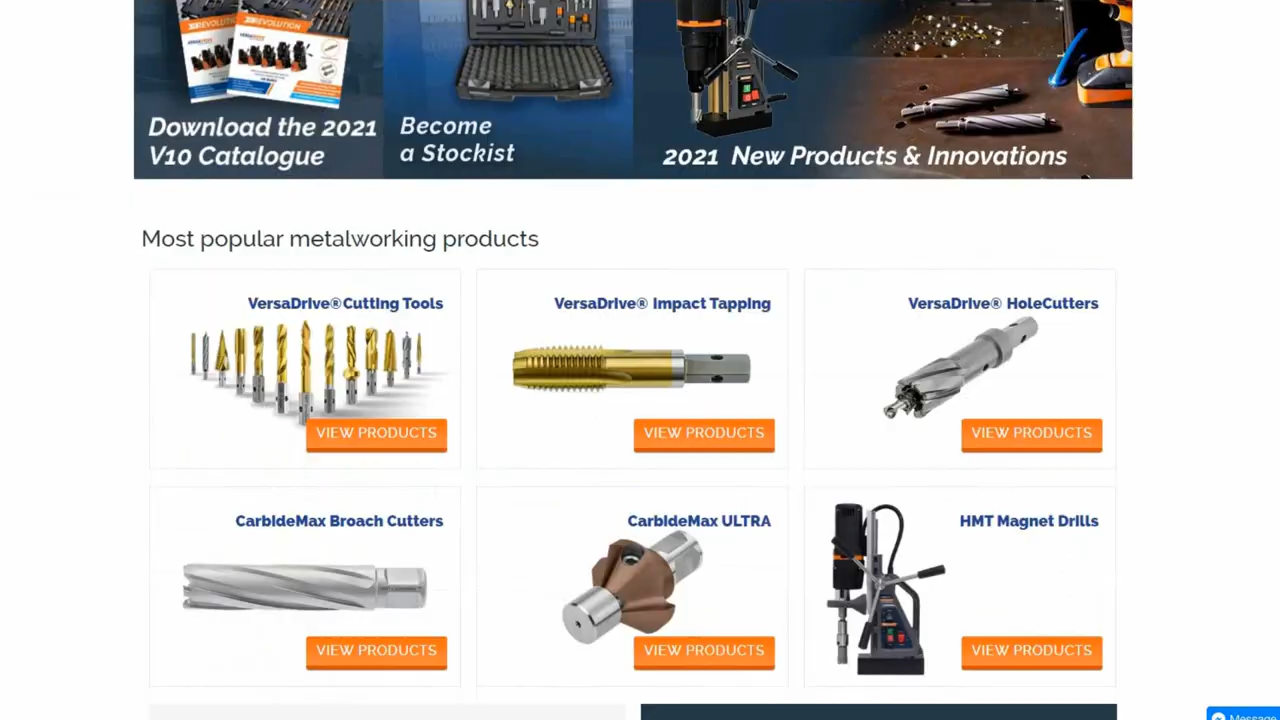 REVOLUTION
Download the 2021
V10 Catalogue
Become
a Stockist
2021 New Products & Innovations
Most popular metalworking products
VersaDrive® Cutting Tools
VIEW PRODUCTS
VersaDrive® Impact Tapping
VIEW PRODUCTS
VersaDrive® HoleCutters
VIEW PRODUCTS
CarbideMax Broach Cutters
VIEW PRODUCTS
CarbideMax ULTRA
VIEW PRODUCTS
HMT Magnet Drills
VIEW PRODUCTS
Message